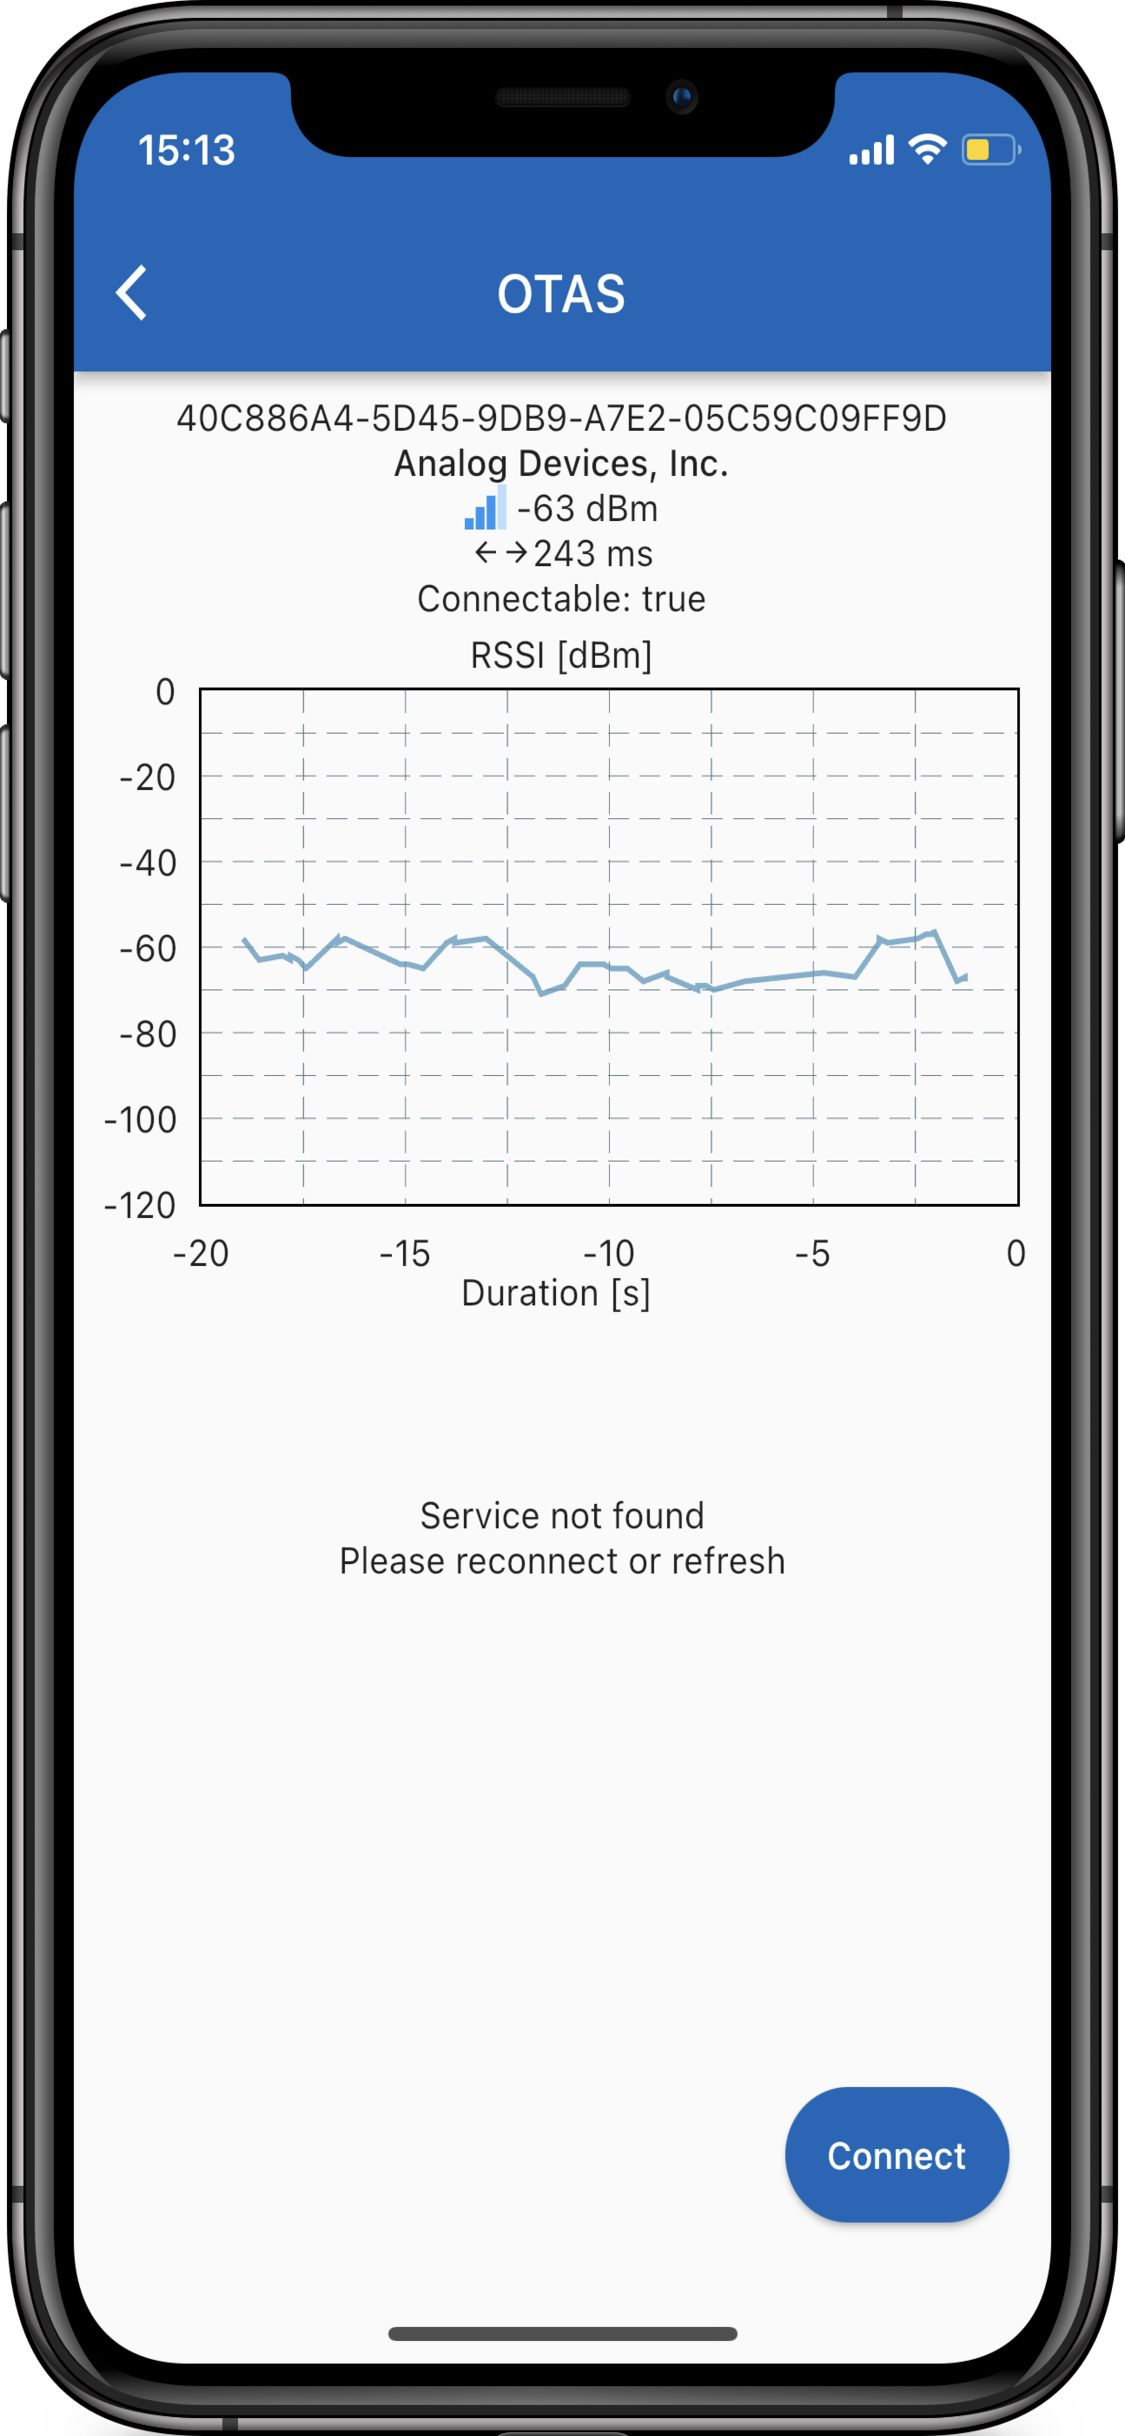 15:13
OTAS
40C886A4-5D45-9DB9-A7E2-05C59C09FF9D
Analog Devices, Inc.
-63 dBm
←→243 ms
Connectable: true
RSSI [dBm]
0
-20
-40
-60
-80
-100
-120
-20 -15 -10 -5 0
Duration [s]
Service not found
Please reconnect or refresh
Connect